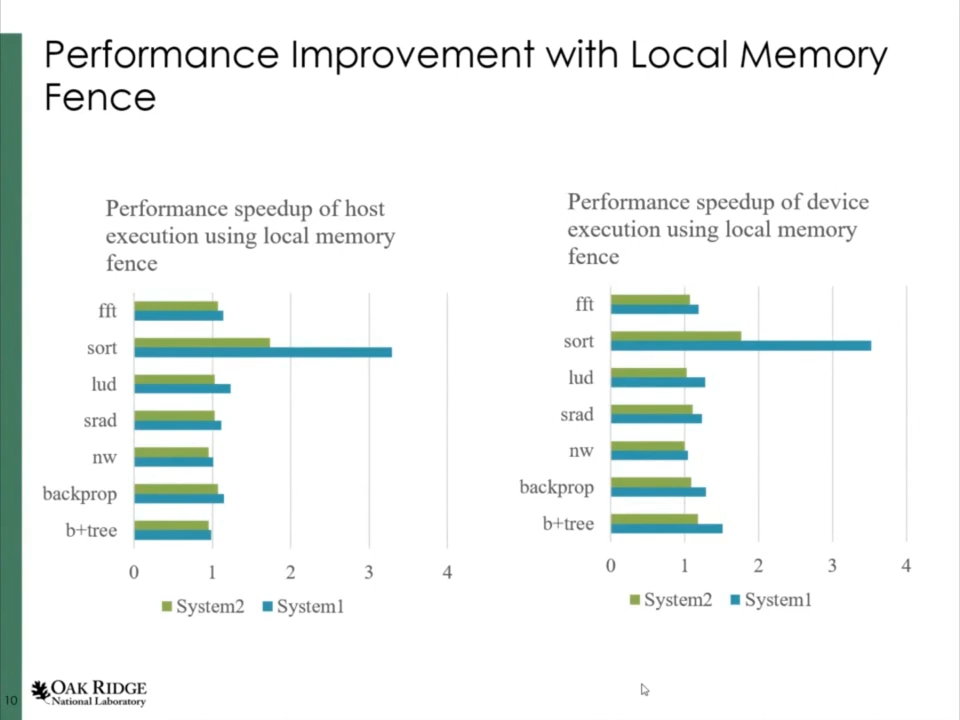 Performance Improvement with Local Memory
Fence
Performance speedup of host
execution using local memory
fence
fft
sort
lud
srad
nw
backprop
b+tree
0 1 2 3 4
System2 System1
Performance speedup of device
execution using local memory
fence
fft
sort
lud
srad
nw
backprop
b+tree
0 1 2 3 4
System2 System1
10
OAK RIDGE
National Laboratory